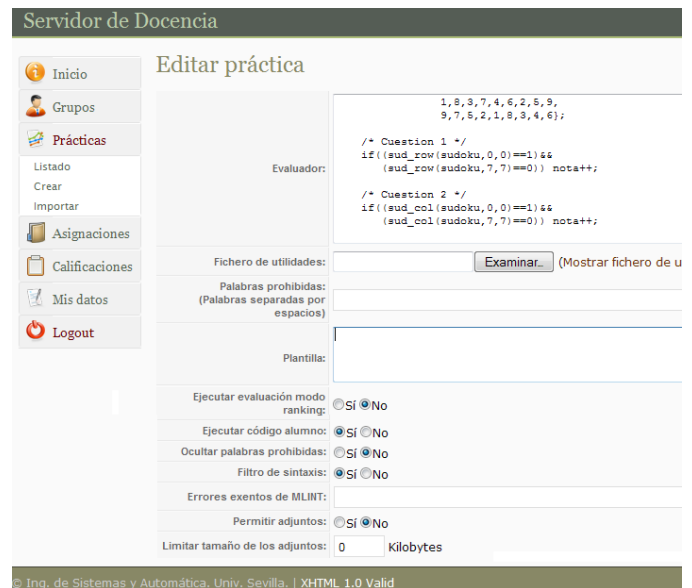 Servidor de Docencia
Inicio
Grupos
Prácticas
Listado
Crear
Importar
Asignaciones
Calificaciones
Mis datos
Logout
Editar práctica
Evaluador:
1,8,3,7,4,6,2,5,9,
9,7,5,2,1,8,3,4,6};
/* Cuestion 1 */
if((sud_row(sudoku,0,0)==1)&&
(sud_row(sudoku,7,7)==0)) nota++;
/* Cuestion 2 */
if((sud_col(sudoku,0,0)==1)&&
(sud_col(sudoku,7,7)==0)) nota++;
Fichero de utilidades: Examinar.. (Mostrar fichero de u
Palabras prohibidas:
(Palabras separadas por
espacios)
Plantilla:
Ejecutar evaluación modo
ranking: Sí No
Ejecutar código alumno: Sí No
Ocultar palabras prohibidas: Sí No
Filtro de sintaxis: Sí No
Errores exentos de MLINT:
Permitir adjuntos: Sí No
Limitar tamaño de los adjuntos: 0 Kilobytes
© Ing. de Sistemas y Automática. Univ. Sevilla. | XHTML 1.0 Valid